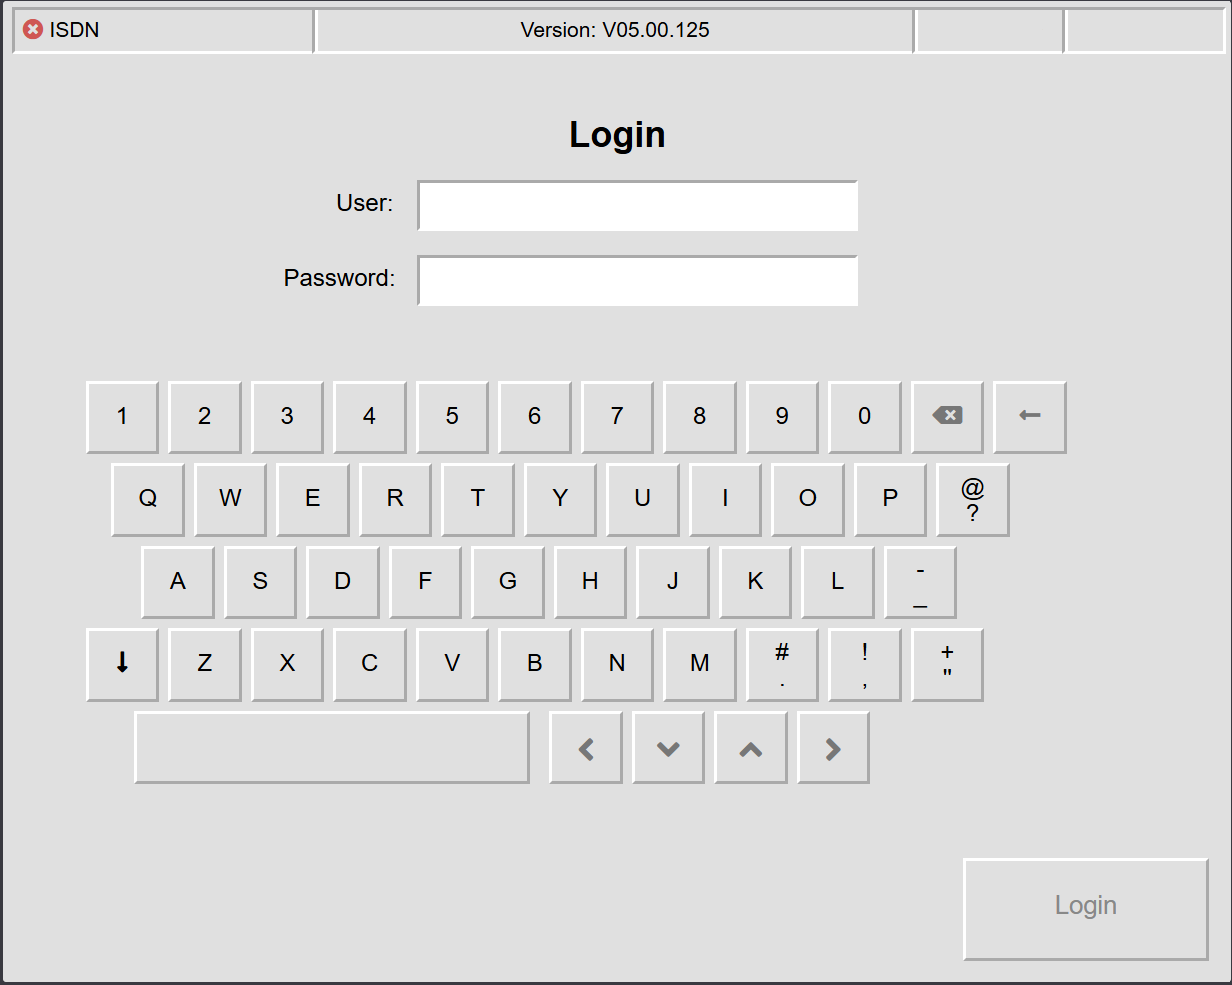 ISDN Version: V05.00.125
Login
User:
Password:
1 2 3 4 5 6 7 8 9 0
Q W E R T Y U I O P @
?
A S D F G H J K L -
_
Z X C V B N M # ! +
. , "
Login